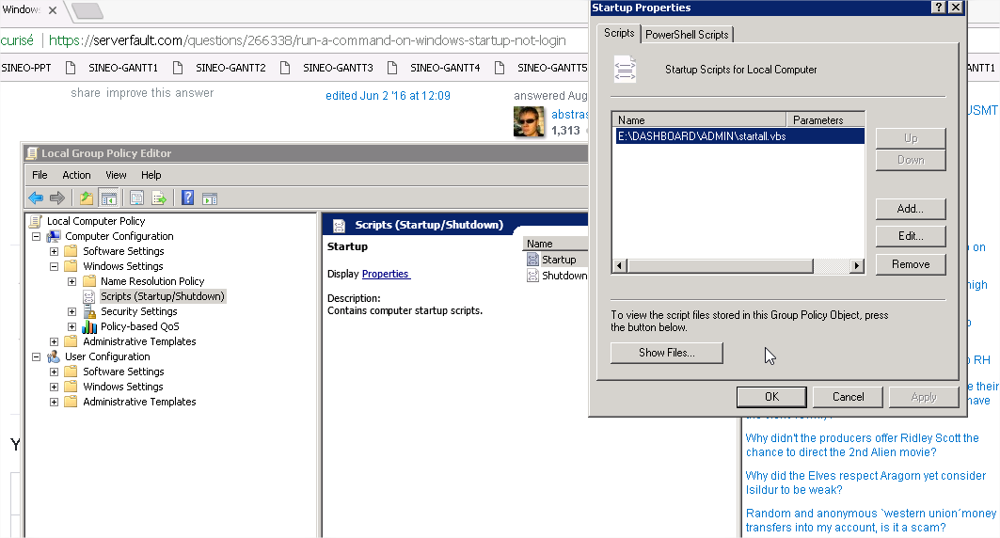 Windows
Startup Properties
curisé
https://serverfault.com/questions/266338/run-a-command-on-windows-startup-not-login
SINEO-PPT
SINEO-GANTT1
SINEO-GANTT2
SINEO-GANTT3
SINEO-GANTT4
SINEO-GANTT5
share improve this answer
edited Jun 2 '16 at 12:09
answered Aug
abstras
1,313
Scripts
PowerShell Scripts
Startup Scripts for Local Computer
Name
Parameters
E:\DASHBOARD\ADMIN\startall.vbs
Up
Down
Add...
Edit...
Remove
To view the script files stored in this Group Policy Object, press
the button below.
Show Files...
OK
Cancel
Apply
Local Group Policy Editor
File
Action
View
Help
Local Computer Policy
Computer Configuration
Software Settings
Windows Settings
Name Resolution Policy
Scripts (Startup/Shutdown)
Security Settings
Policy-based QoS
Administrative Templates
User Configuration
Software Settings
Windows Settings
Administrative Templates
Scripts (Startup/Shutdown)
Startup
Display Properties
Description:
Contains computer startup scripts.
Name
Startup
Shutdown
ANTT1
USMT
on
high
o RH
e their
have
Y
Why didn't the producers offer Ridley Scott the
chance to direct the 2nd Alien movie?
Why did the Elves respect Aragorn yet consider
Isildur to be weak?
Random and anonymous `western union´money
transfers into my account, is it a scam?